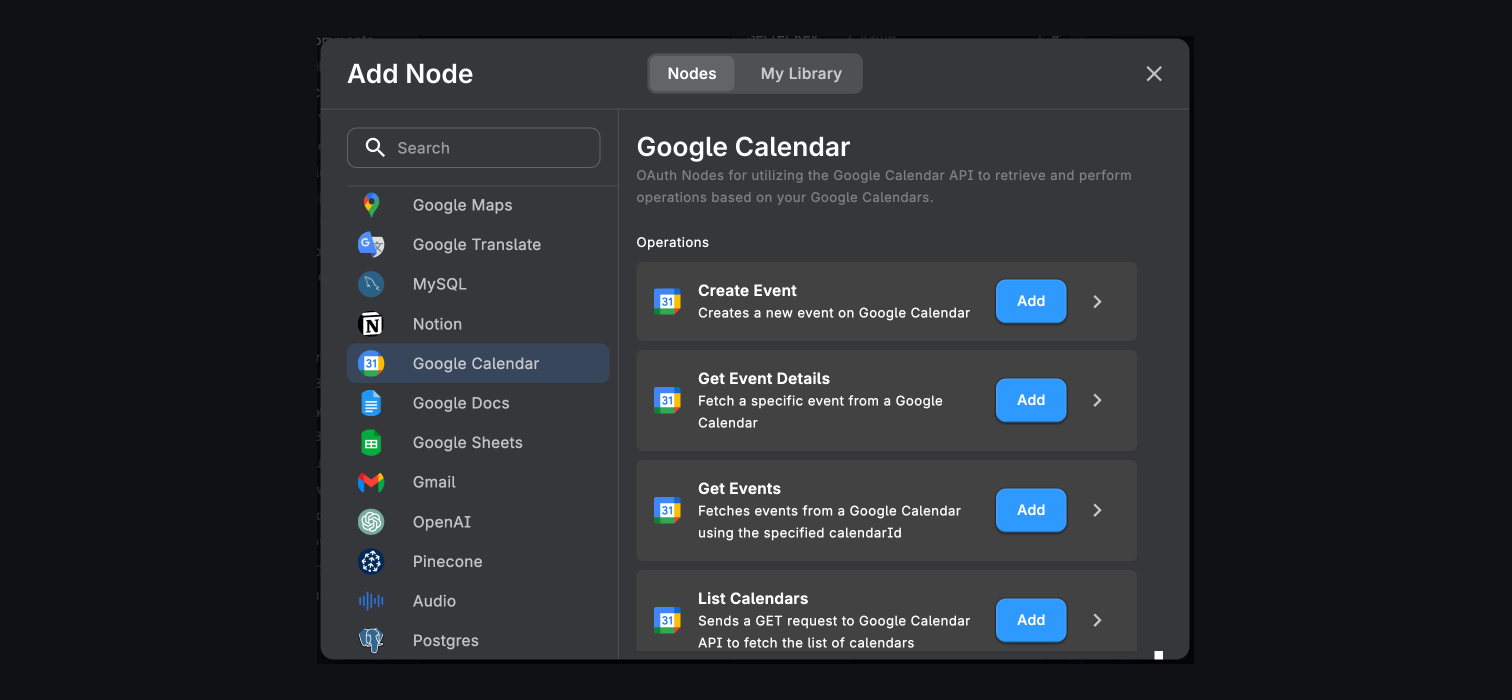 Add Node
Nodes
My Library
Search
Google Maps
Google Translate
MySQL
Notion
Google Calendar
Google Docs
Google Sheets
Gmail
OpenAI
Pinecone
Audio
Postgres
Google Calendar
OAuth Nodes for utilizing the Google Calendar API to retrieve and perform
operations based on your Google Calendars.
Operations
31
Create Event
Creates a new event on Google Calendar
Add
31
Get Event Details
Fetch a specific event from a Google
Calendar
Add
31
Get Events
Fetches events from a Google Calendar
using the specified calendarId
Add
31
List Calendars
Sends a GET request to Google Calendar
API to fetch the list of calendars
Add